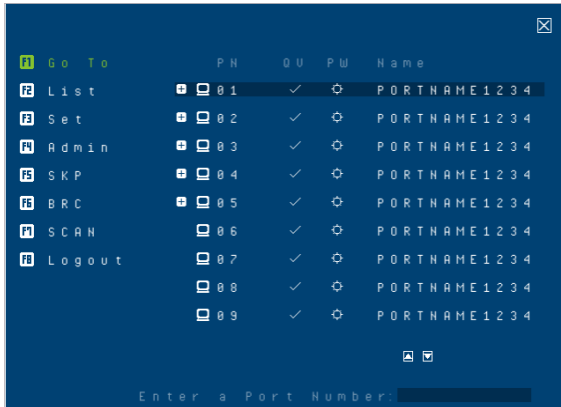 F1 Go To PN QU PW Name
F2 List 01 PORTNAME1234
F3 Set 02 PORTNAME1234
F4 Admin 03 PORTNAME1234
F5 SKP 04 PORTNAME1234
F6 BRC 05 PORTNAME1234
F7 SCAN 06 PORTNAME1234
F8 Logout 07 PORTNAME1234
08 PORTNAME1234
09 PORTNAME1234
Enter a Port Number: